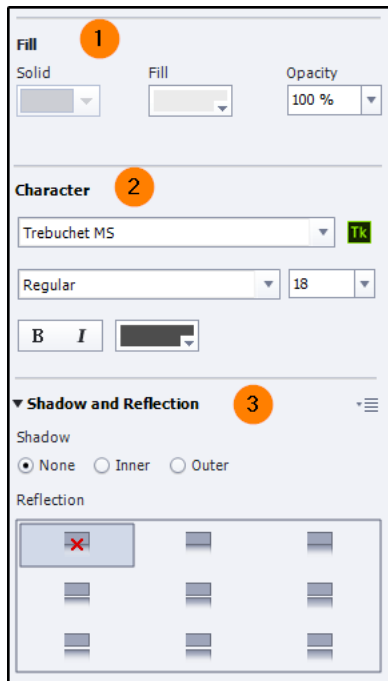 Fill 1
Solid Fill Opacity
100 %
Character 2
Trebuchet MS Tk
Regular 18
B I
Shadow and Reflection 3
Shadow
None Inner Outer
Reflection